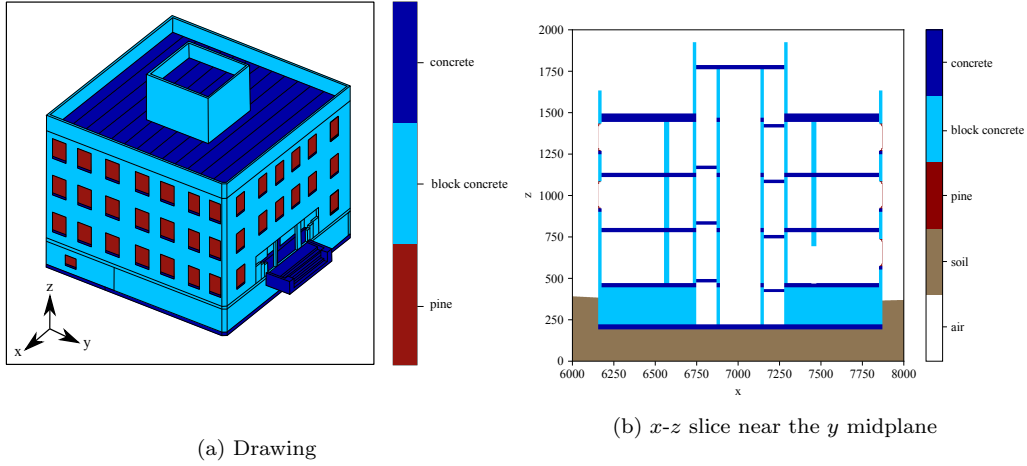 concrete
block concrete
pine
z
x
y
(a) Drawing
2000
1750
1500
1250
1000
750
500
250
0
z
6000 6250 6500 6750 7000 7250 7500 7750 8000
x
concrete
block concrete
pine
soil
air
(b) x-z slice near the y midplane